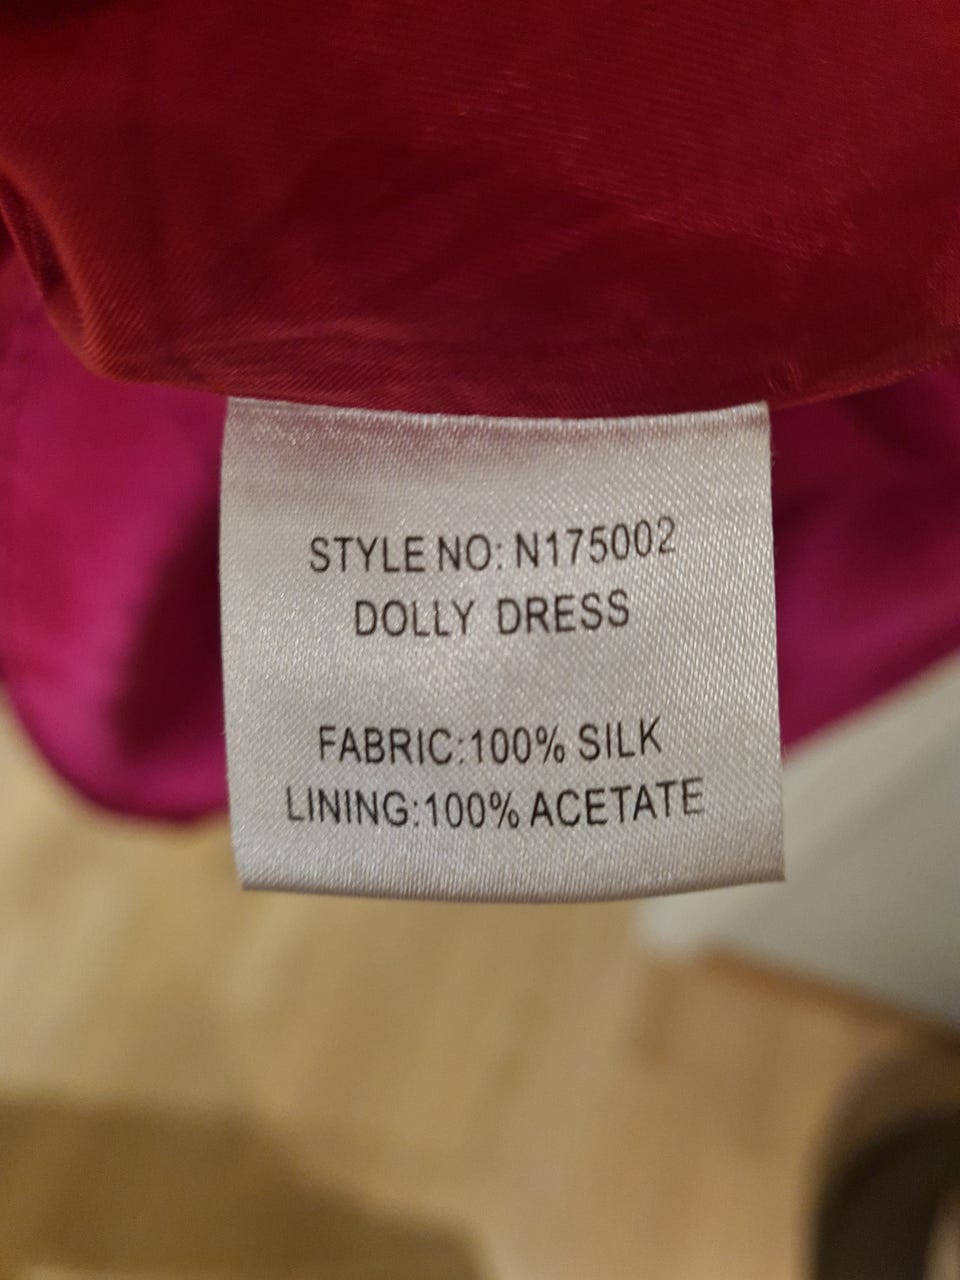 STYLE NO: N175002
DOLLY DRESS
FABRIC:100% SILK
LINING:100% ACETATE